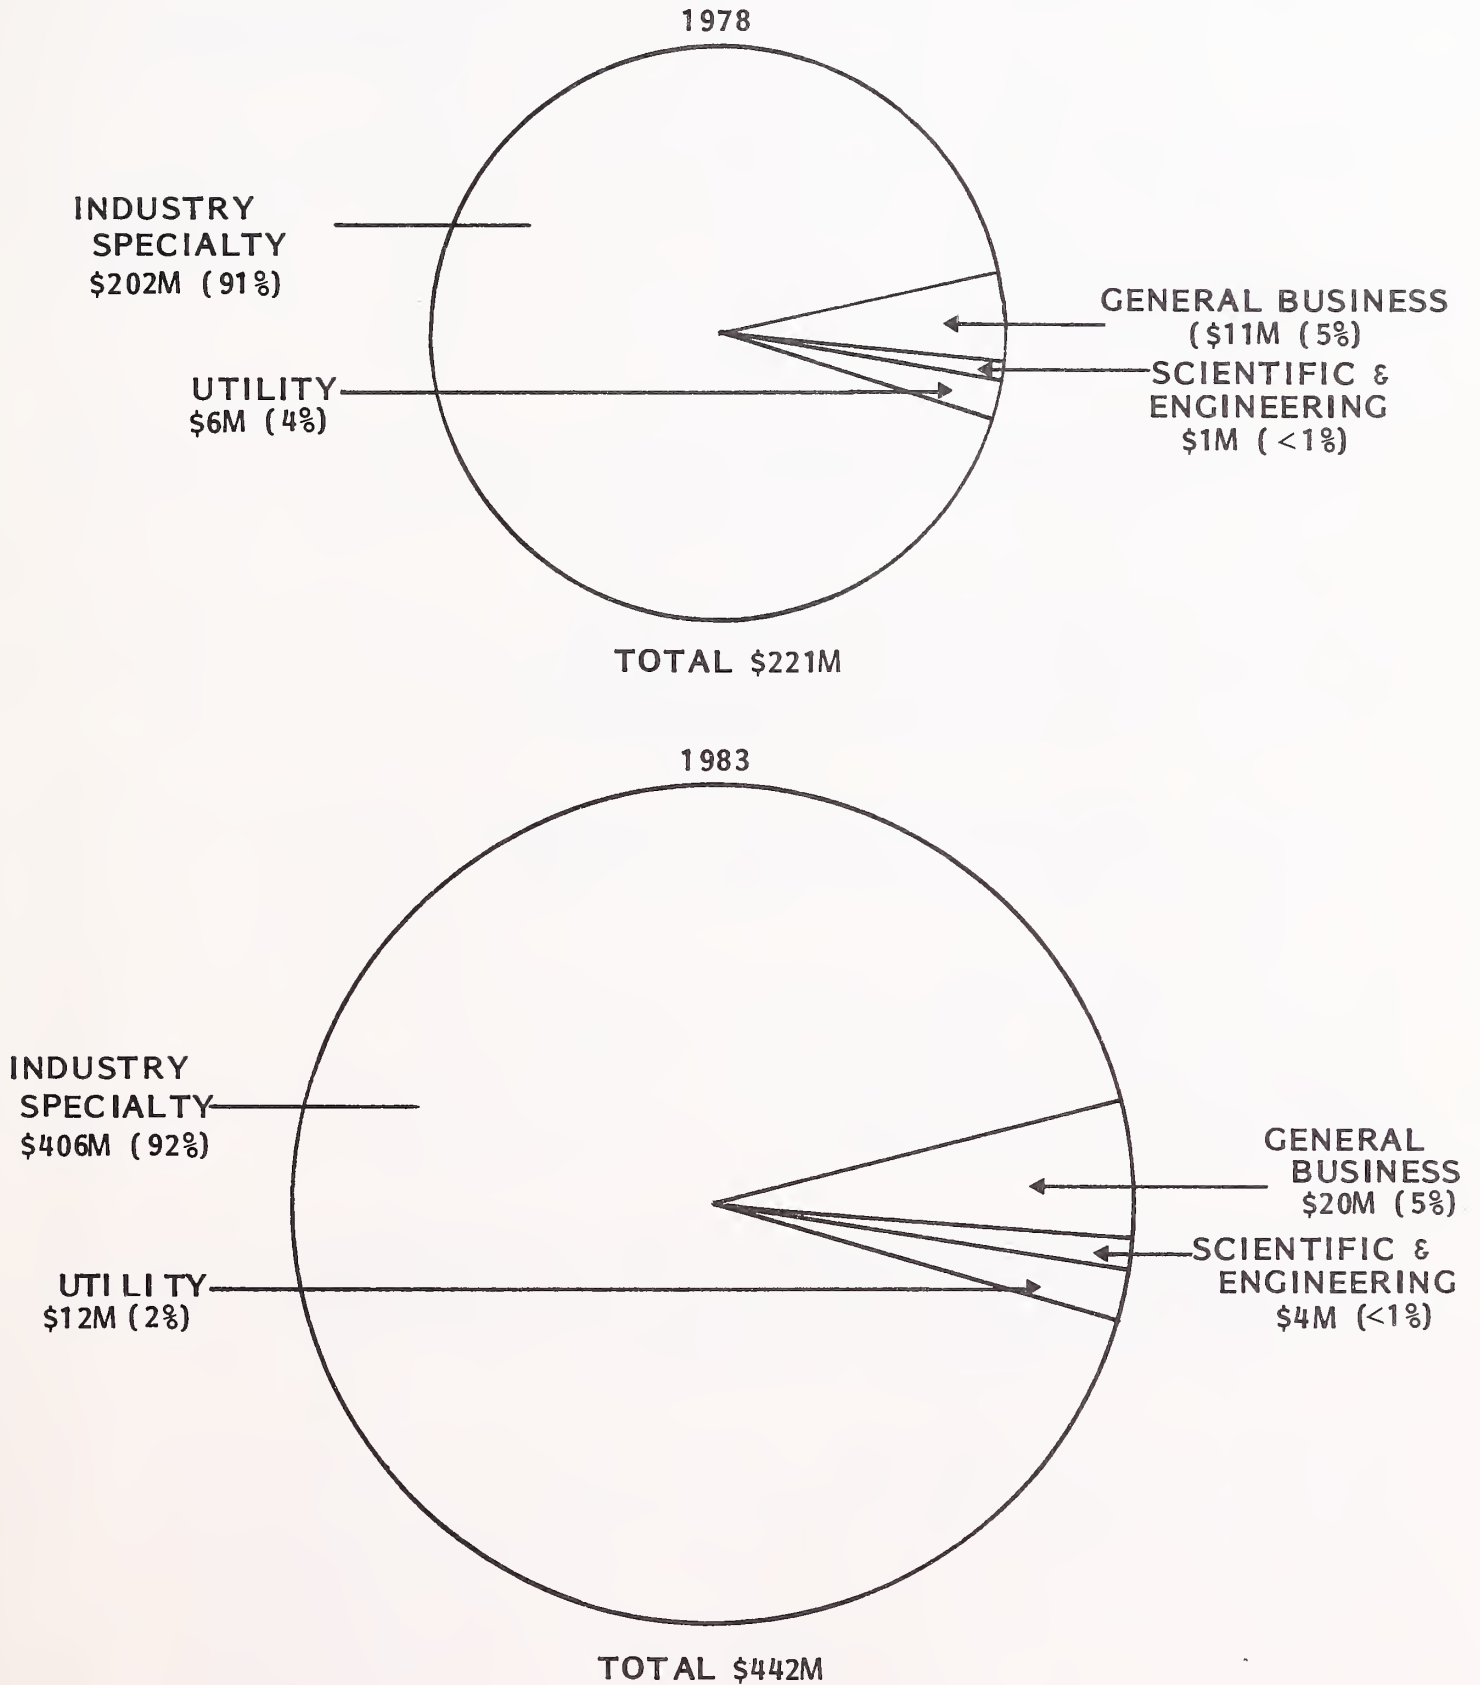 1978
INDUSTRY
SPECIALTY
$202M (91%)
GENERAL BUSINESS
($11M (5%)
SCIENTIFIC &
ENGINEERING
$1M (<1%)
UTILITY
$6M (4%)
TOTAL $221M
1983
INDUSTRY
SPECIALTY
$406M (92%)
GENERAL
BUSINESS
$20M (5%)
SCIENTIFIC &
ENGINEERING
$4M (<1%)
UTILITY
$12M (2%)
TOTAL $442M